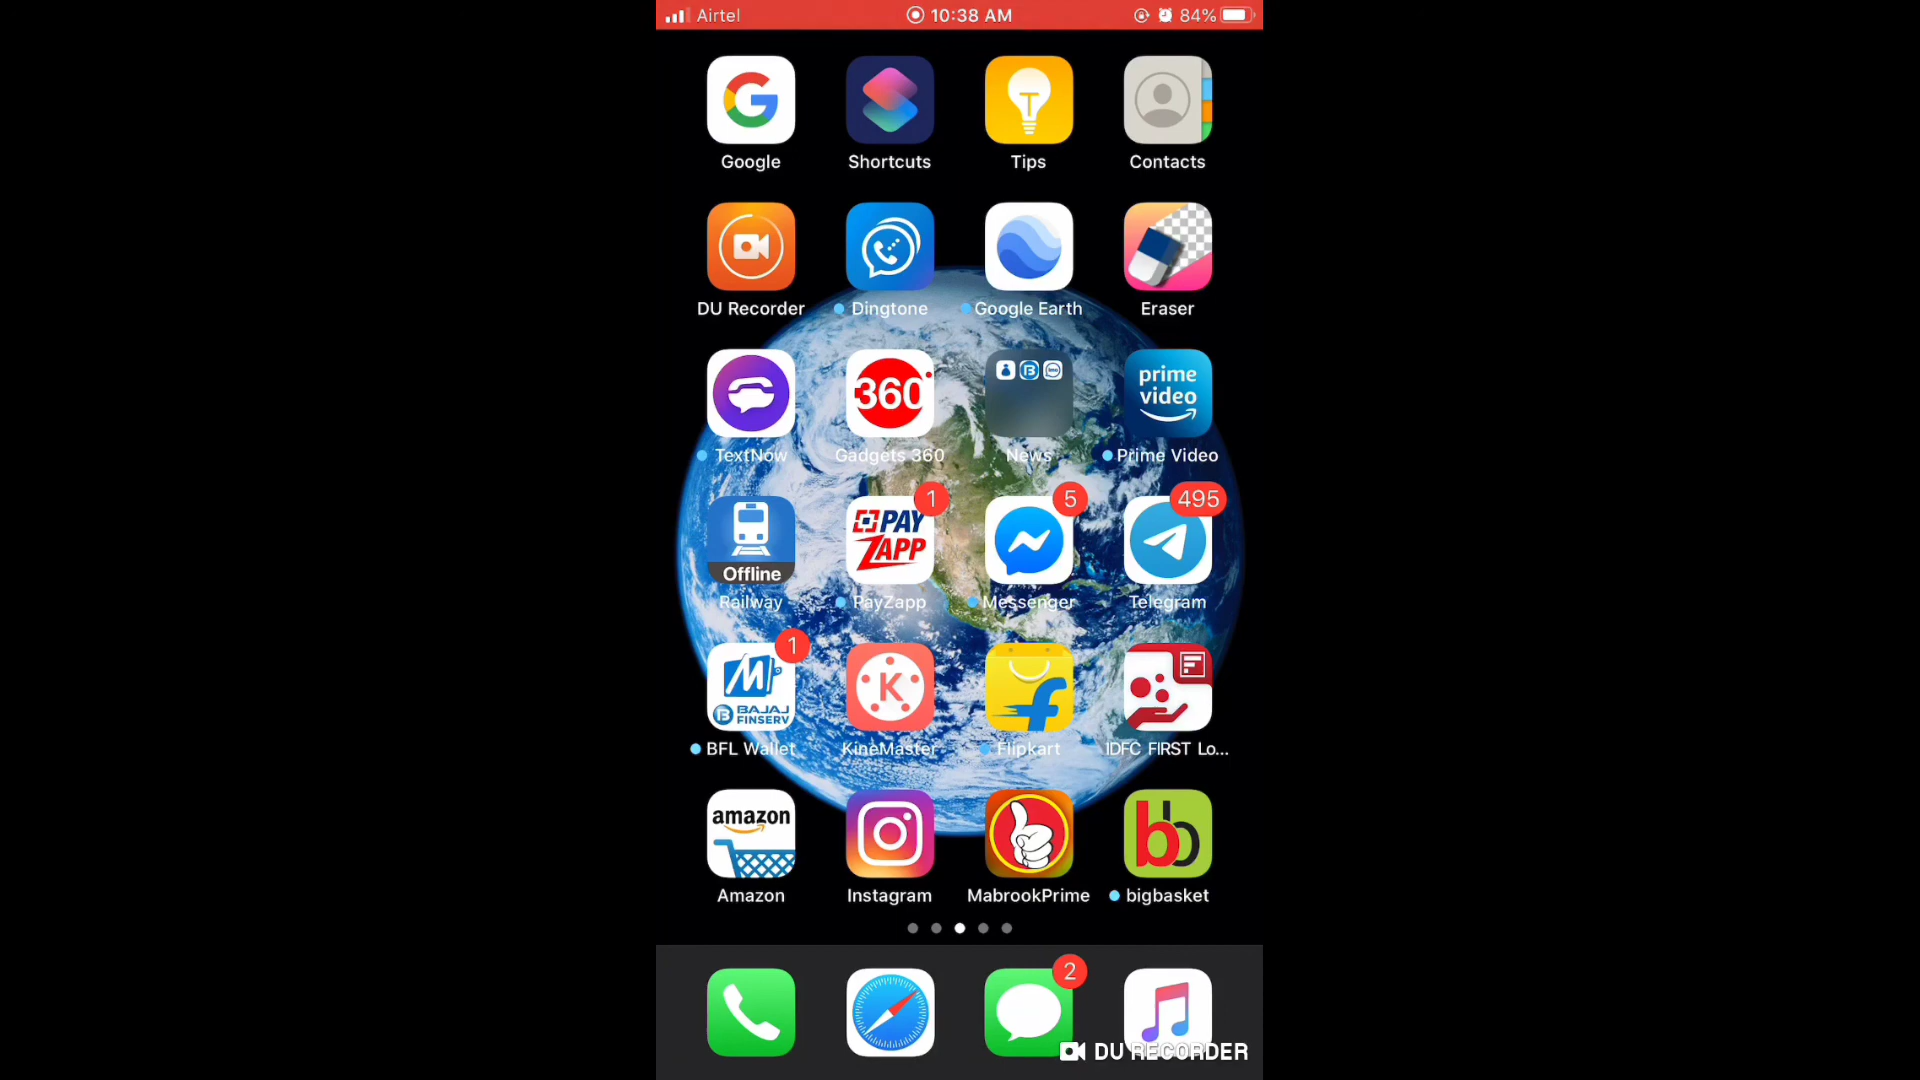 Airtel 10:38 AM 84%
Google Shortcuts Tips Contacts
DU Recorder Dingtone Google Earth Eraser
360
prime
video
TextNow Gadgets 360 News Prime Video
1 5 495
PAY
ZAPP
Offline
Railway PayZapp Messenger Telegram
1
BAJAJ
FINSERV
K
BFL Wallet KineMaster Flipkart IDFC FIRST Lo...
amazon
bb
Amazon Instagram MabrookPrime bigbasket
2
DU RECORDER